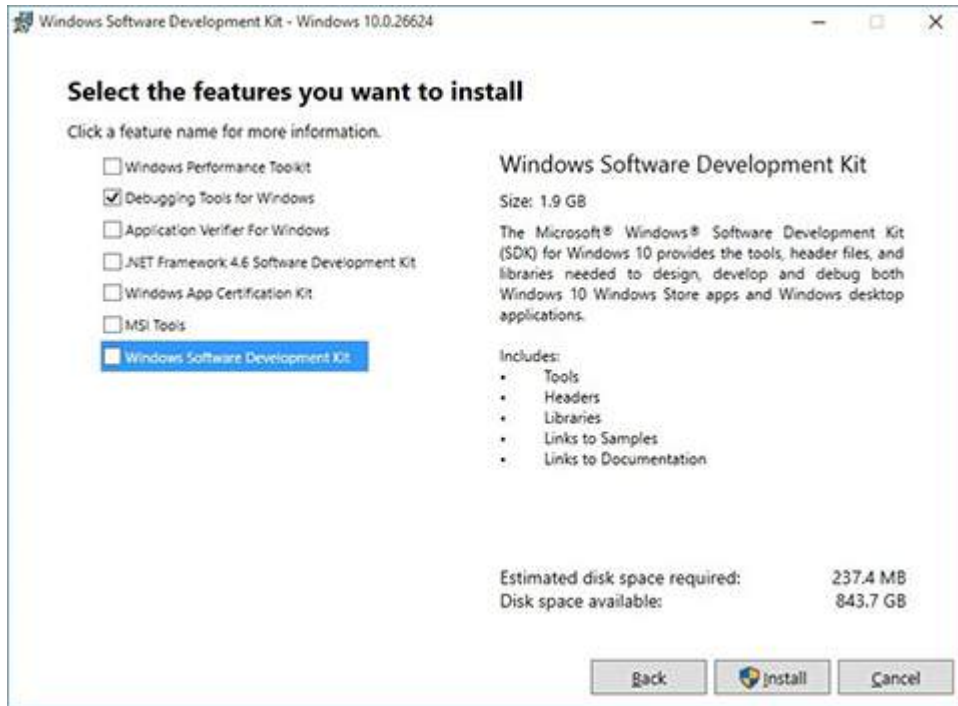 Windows Software Development Kit - Windows 10.0.26624
Select the features you want to install
Click a feature name for more information.
Windows Performance Toolkit
Debugging Tools for Windows
Application Verifier For Windows
.NET Framework 4.6 Software Development Kit
Windows App Certification Kit
MSI Tools
Windows Software Development Kit
Windows Software Development Kit
Size: 1.9 GB
The Microsoft® Windows® Software Development Kit
(SDK) for Windows 10 provides the tools, header files, and
libraries needed to design, develop and debug both
Windows 10 Windows Store apps and Windows desktop
applications.
Includes:
• Tools
• Headers
• Libraries
• Links to Samples
• Links to Documentation
Estimated disk space required: 237.4 MB
Disk space available: 843.7 GB
Back
Install
Cancel